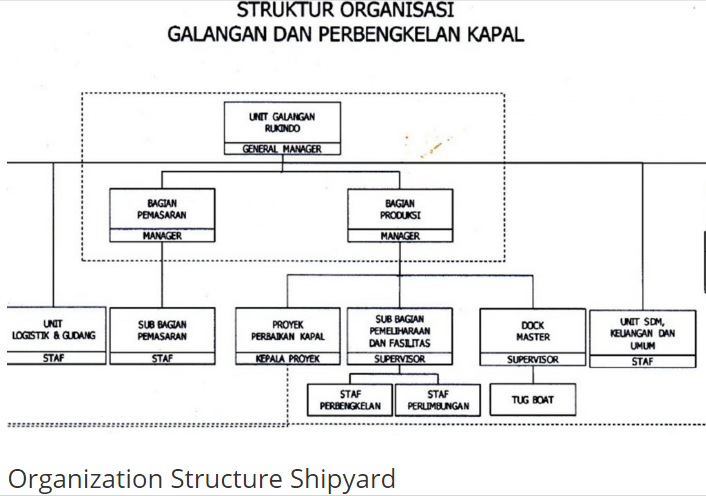 STRUKTUR ORGANISASI
GALANGAN DAN PERBENGKELAN KAPAL
UNIT GALANGAN
RUKINDO
GENERAL MANAGER
BAGIAN
PEMASARAN
MANAGER
BAGIAN
PRODUKSI
MANAGER
UNIT
LOGISTIK & GUDANG
STAF
SUB BAGIAN
PEMASARAN
STAF
PROYEK
PERBAIKAN KAPAL
KEPALA PROYEK
SUB BAGIAN
PEMELIHARAAN
DAN FASILITAS
SUPERVISOR
DOCK
MASTER
SUPERVISOR
UNIT SDM,
KEUANGAN DAN
UMUM
STAF
STAF
PERBENGKELAN
STAF
PERLIMBUNGAN
TUG BOAT
Organization Structure Shipyard